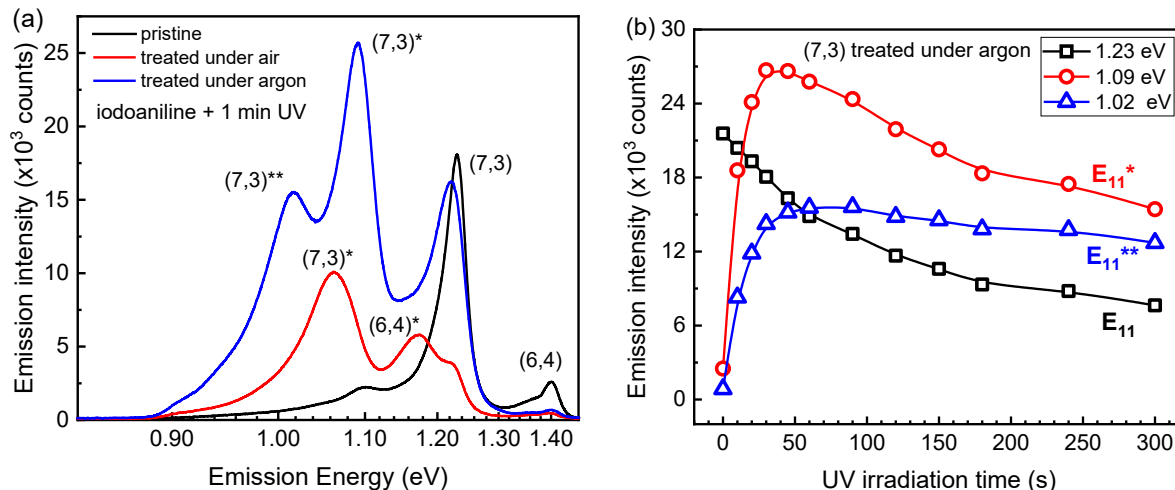 (a)
pristine
treated under air
treated under argon
iodoaniline + 1 min UV
(7,3)*
(7,3)
(7,3)**
(7,3)*
(6,4)*
(6,4)
25
20
15
10
5
0
0.90 1.00 1.10 1.20 1.30 1.40
Emission Energy (eV)
Emission intensity (x10³ counts)
(b)
(7,3) treated under argon
1.23 eV
1.09 eV
1.02 eV
E₁₁*
E₁₁**
E₁₁
30
24
18
12
6
0
0 50 100 150 200 250 300
UV irradiation time (s)
Emission intensity (x10³ counts)